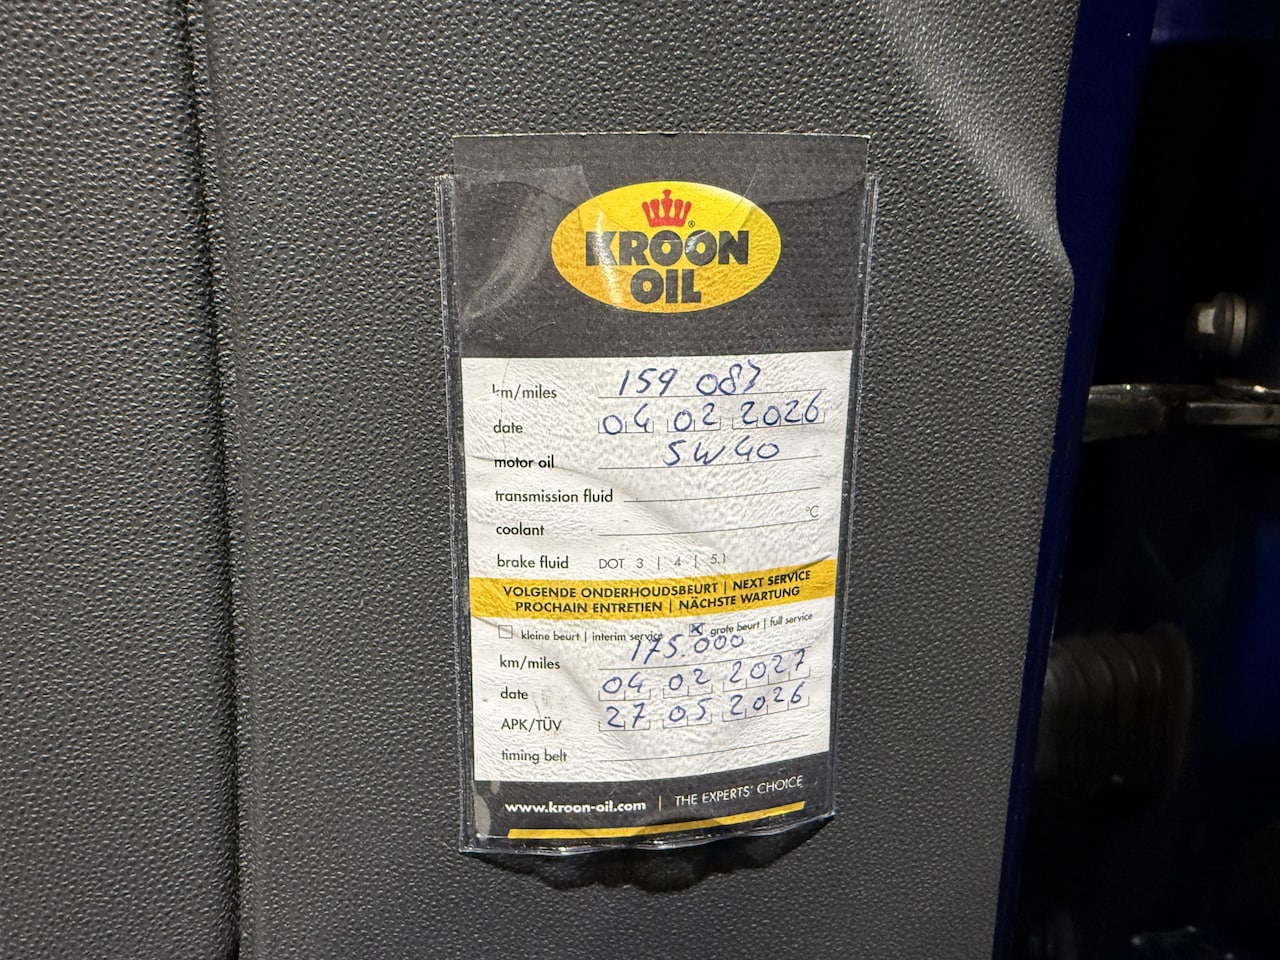 KROON
OIL
km/miles 159 087
date 04 02 2026
motor oil 5W40
transmission fluid
coantant °C
brake fluid DOT 3 | 4 | 5.1
VOLGENDE ONDERHOUDSBEURT | NEXT SERVICE
PROCHAIN ENTRETIEN | NÄCHSTE WARTUNG
kleine beurt | interim service grote beurt | full service
km/miles 175.000
date 04 02 2027
APK/TÜV 27 05 2026
timing belt
www.kroon-oil.com | THE EXPERTS' CHOICE